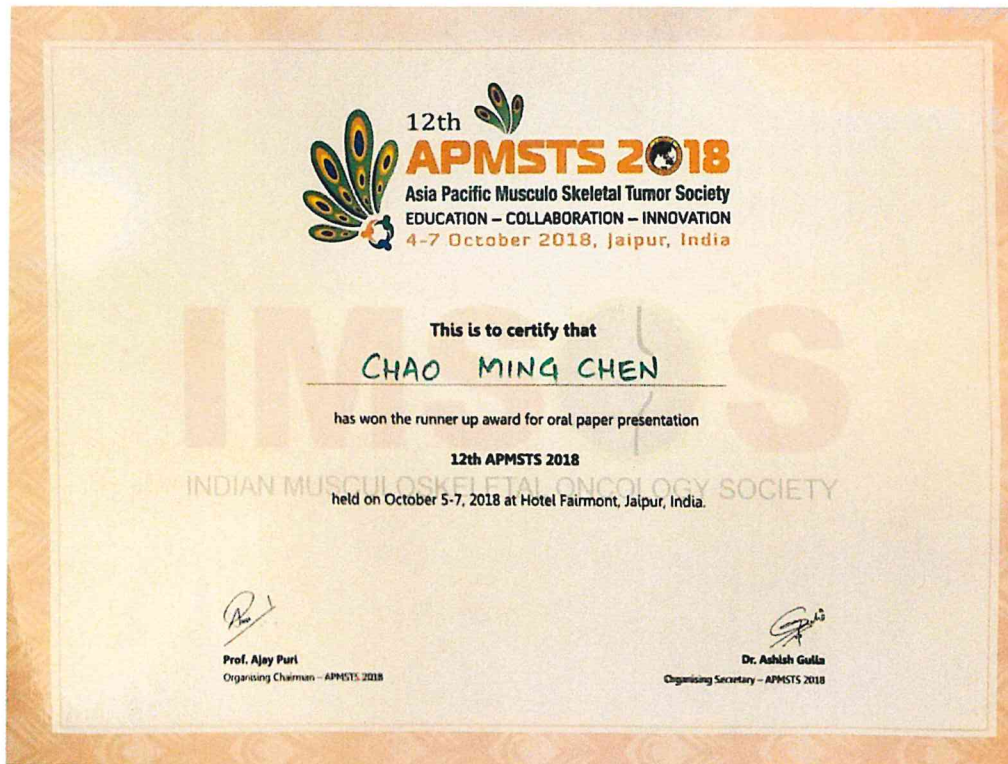 12th
APMSTS 2018
Asia Pacific Musculo Skeletal Tumor Society
EDUCATION – COLLABORATION – INNOVATION
4-7 October 2018, Jaipur, India
IMSOS
This is to certify that
CHAO MING CHEN
has won the runner up award for oral paper presentation
12th APMSTS 2018
INDIAN MUSCULOSKELETAL ONCOLOGY SOCIETY
held on October 5-7, 2018 at Hotel Fairmont, Jaipur, India.
Prof. Ajay Puri
Organising Chairman – APMSTS 2018
Dr. Ashish Gulia
Organising Secretary – APMSTS 2018